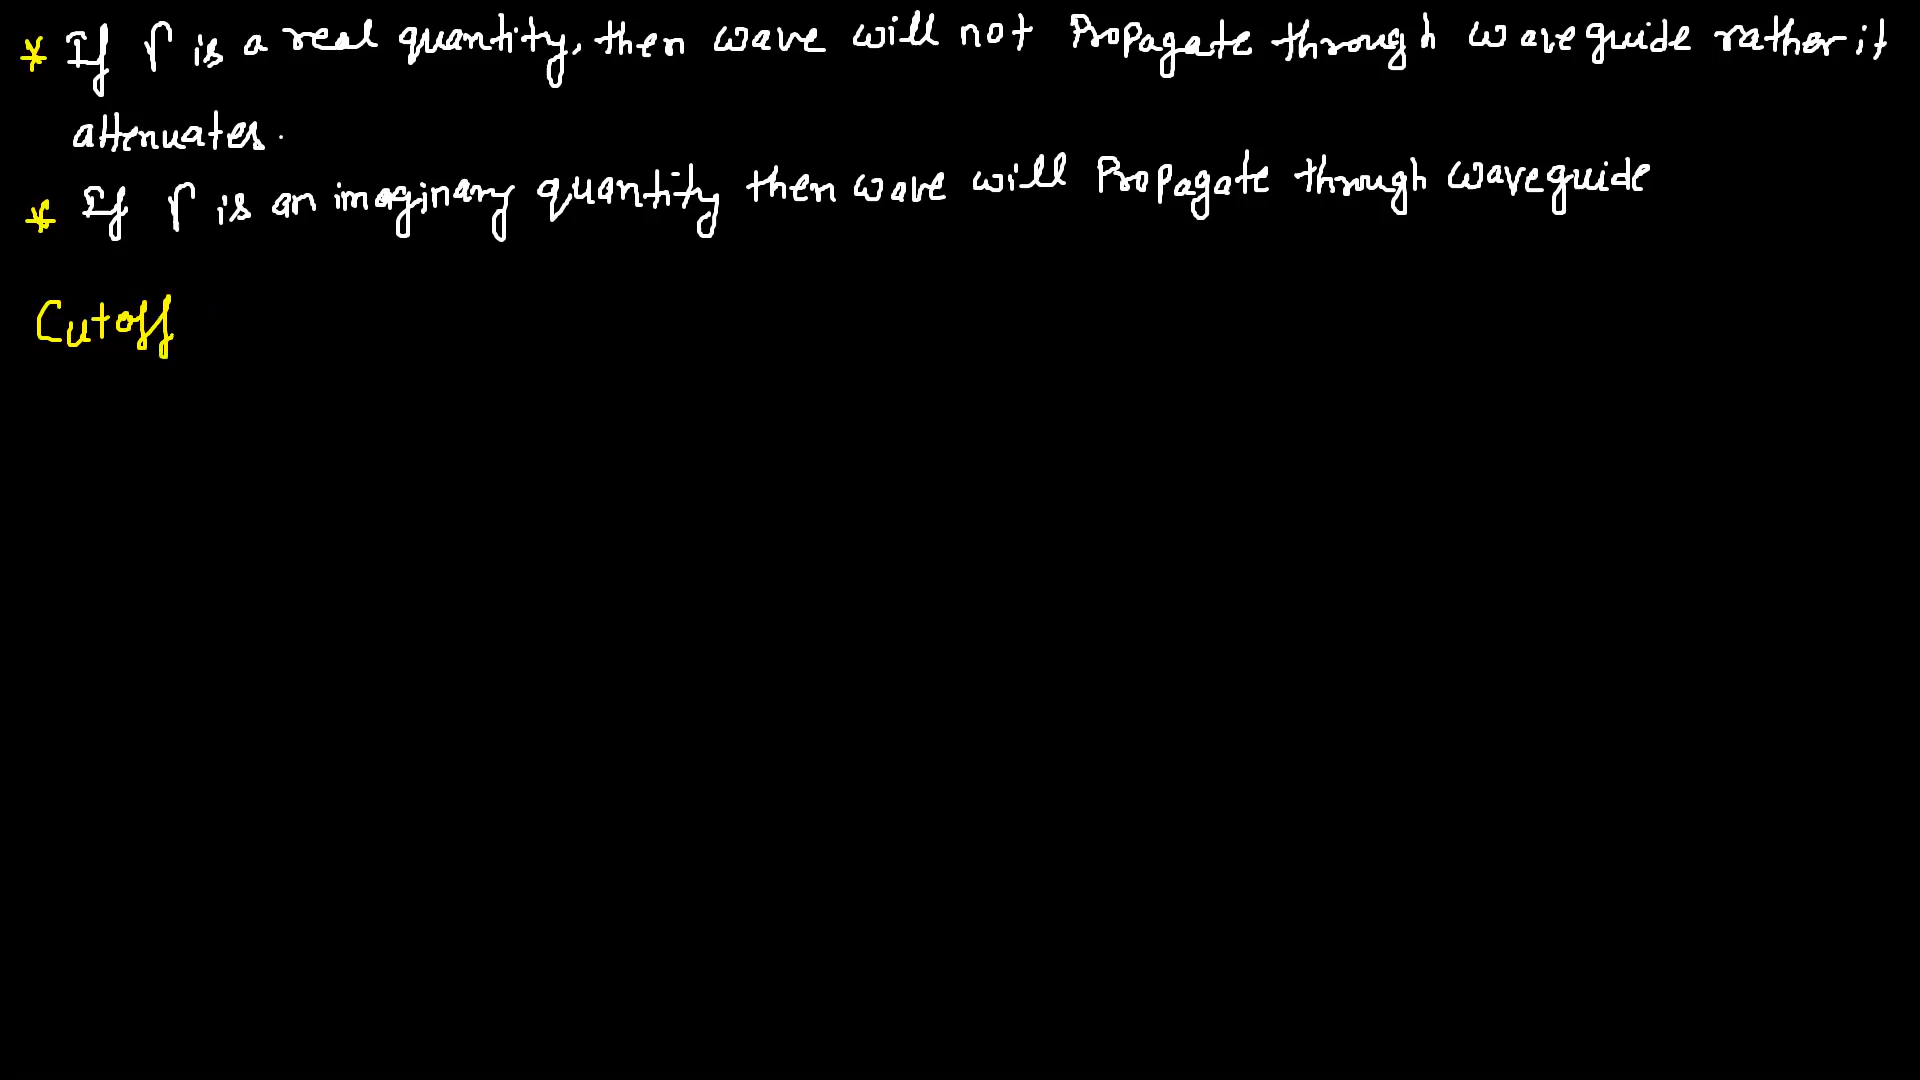 * If Γ is a real quantity, then wave will not Propagate through waveguide rather it
attenuates.
* If Γ is an imaginary quantity then wave will Propagate through waveguide
Cutoff